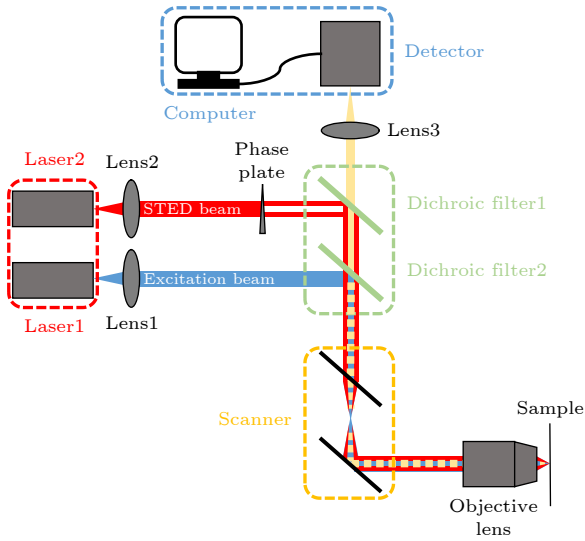 Detector
Computer
Lens3
Phase
plate
Laser2
Lens2
STED beam
Dichroic filter1
Excitation beam
Dichroic filter2
Laser1
Lens1
Scanner
Sample
Objective
lens